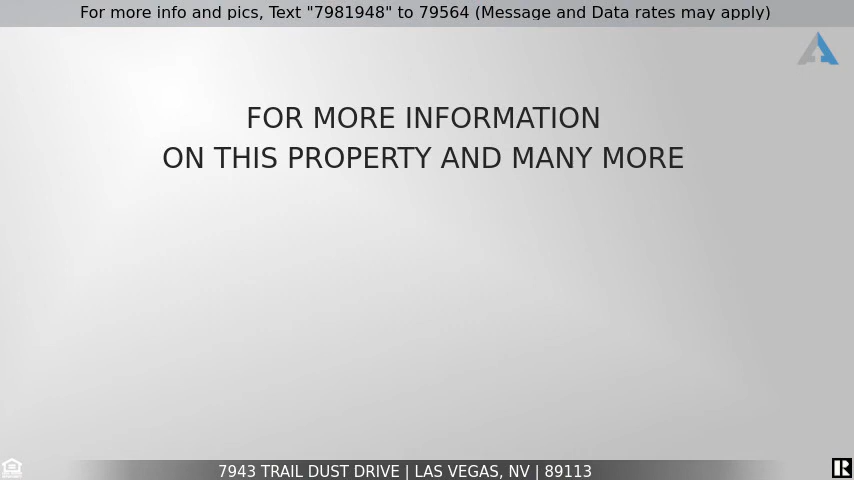 For more info and pics, Text "7981948" to 79564 (Message and Data rates may apply)
FOR MORE INFORMATION
ON THIS PROPERTY AND MANY MORE
7943 TRAIL DUST DRIVE | LAS VEGAS, NV | 89113